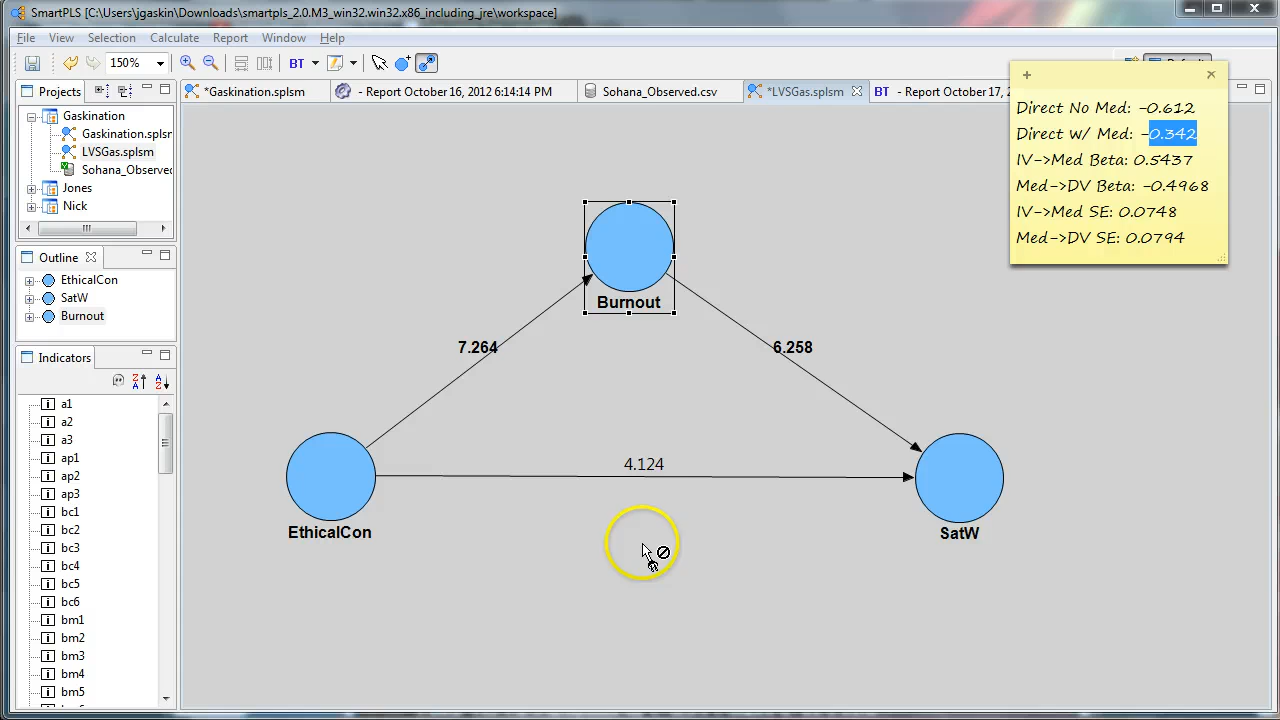 SmartPLS [C:\Users\jgaskin\Downloads\smartpls_2.0.M3_win32.win32.x86_including_jre\workspace]
File View Selection Calculate Report Window Help
150% BT
Projects
*Gaskination.splsm
- Report October 16, 2012 6:14:14 PM
Sohana_Observed.csv
*LVSGas.splsm
BT - Report October 17,
Gaskination
Gaskination.splsm
LVSGas.splsm
Sohana_Observed
Jones
Nick
Outline
EthicalCon
SatW
Burnout
Indicators
a1
a2
a3
ap1
ap2
ap3
bc1
bc2
bc3
bc4
bc5
bc6
bm1
bm2
bm3
bm4
bm5
Direct No Med: -0.612
Direct w/ Med: -0.342
IV->Med Beta: 0.5437
Med->DV Beta: -0.4968
IV->Med SE: 0.0748
Med->DV SE: 0.0794
Burnout
7.264
6.258
4.124
EthicalCon
SatW